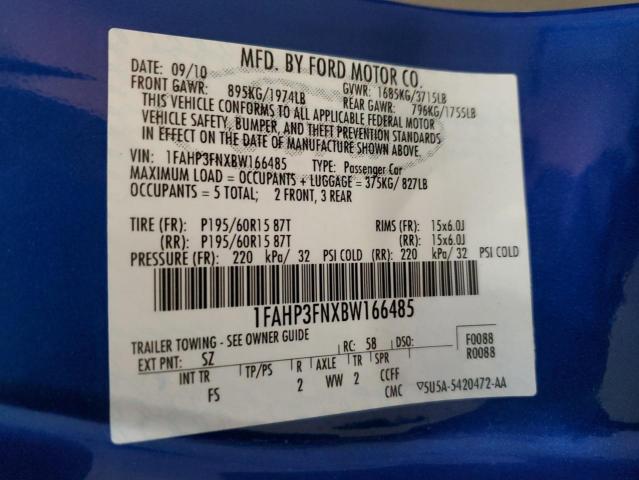 MFD. BY FORD MOTOR CO.
DATE: 09/10 GVWR: 1685KG/3715LB
FRONT GAWR: 895KG/1974LB REAR GAWR: 796KG/1755LB
THIS VEHICLE CONFORMS TO ALL APPLICABLE FEDERAL MOTOR
VEHICLE SAFETY, BUMPER, AND THEFT PREVENTION STANDARDS
IN EFFECT ON THE DATE OF MANUFACTURE SHOWN ABOVE.
VIN: 1FAHP3FNXBW166485 TYPE: Passenger Car
MAXIMUM LOAD = OCCUPANTS + LUGGAGE = 375KG/ 827LB
OCCUPANTS = 5 TOTAL; 2 FRONT, 3 REAR
TIRE (FR): P195/60R15 87T RIMS (FR): 15x6.0J
(RR): P195/60R15 87T (RR): 15x6.0J
PRESSURE (FR): 220 kPa/ 32 PSI COLD (RR): 220 kPa/ 32 PSI COLD
1FAHP3FNXBW166485
TRAILER TOWING - SEE OWNER GUIDE RC: 58 DSO: F0088
EXT PNT: SZ R0088
INT TR TP/PS R AXLE TR SPR
FS 2 WW 2 CCFF
CMC ▽5U5A-5420472-AA